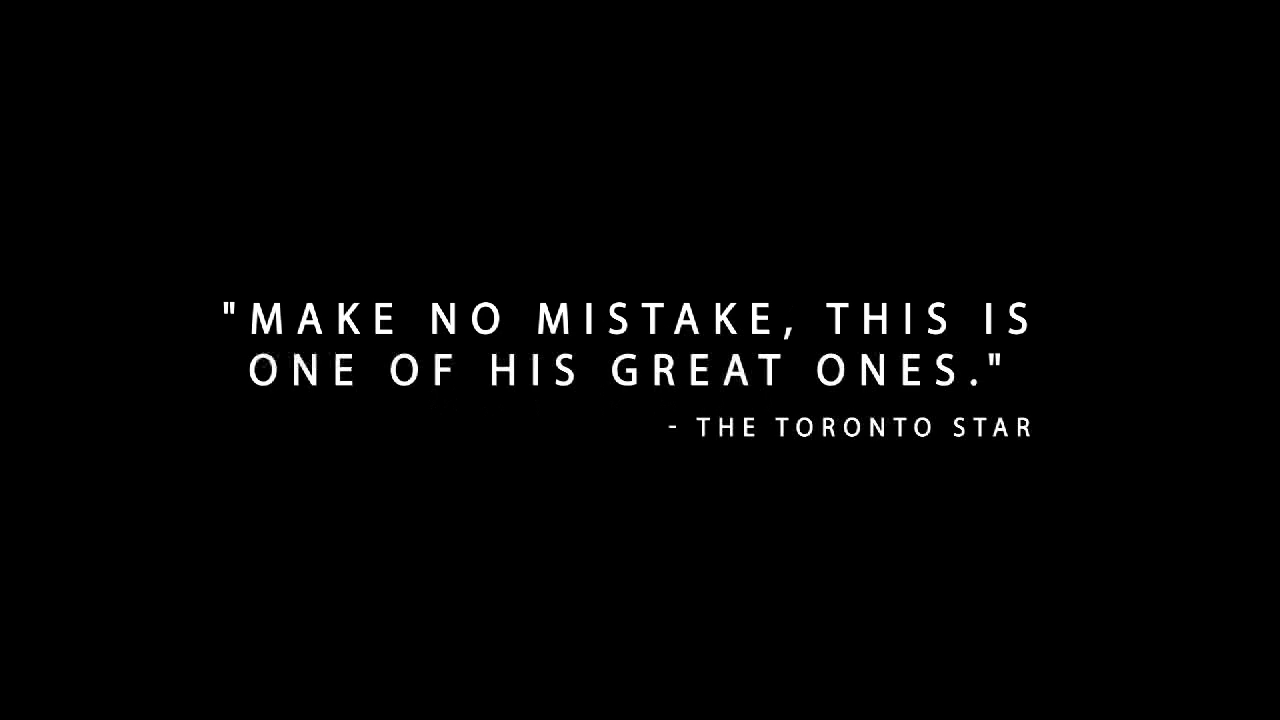 "MAKE NO MISTAKE, THIS IS
ONE OF HIS GREAT ONES."
- THE TORONTO STAR